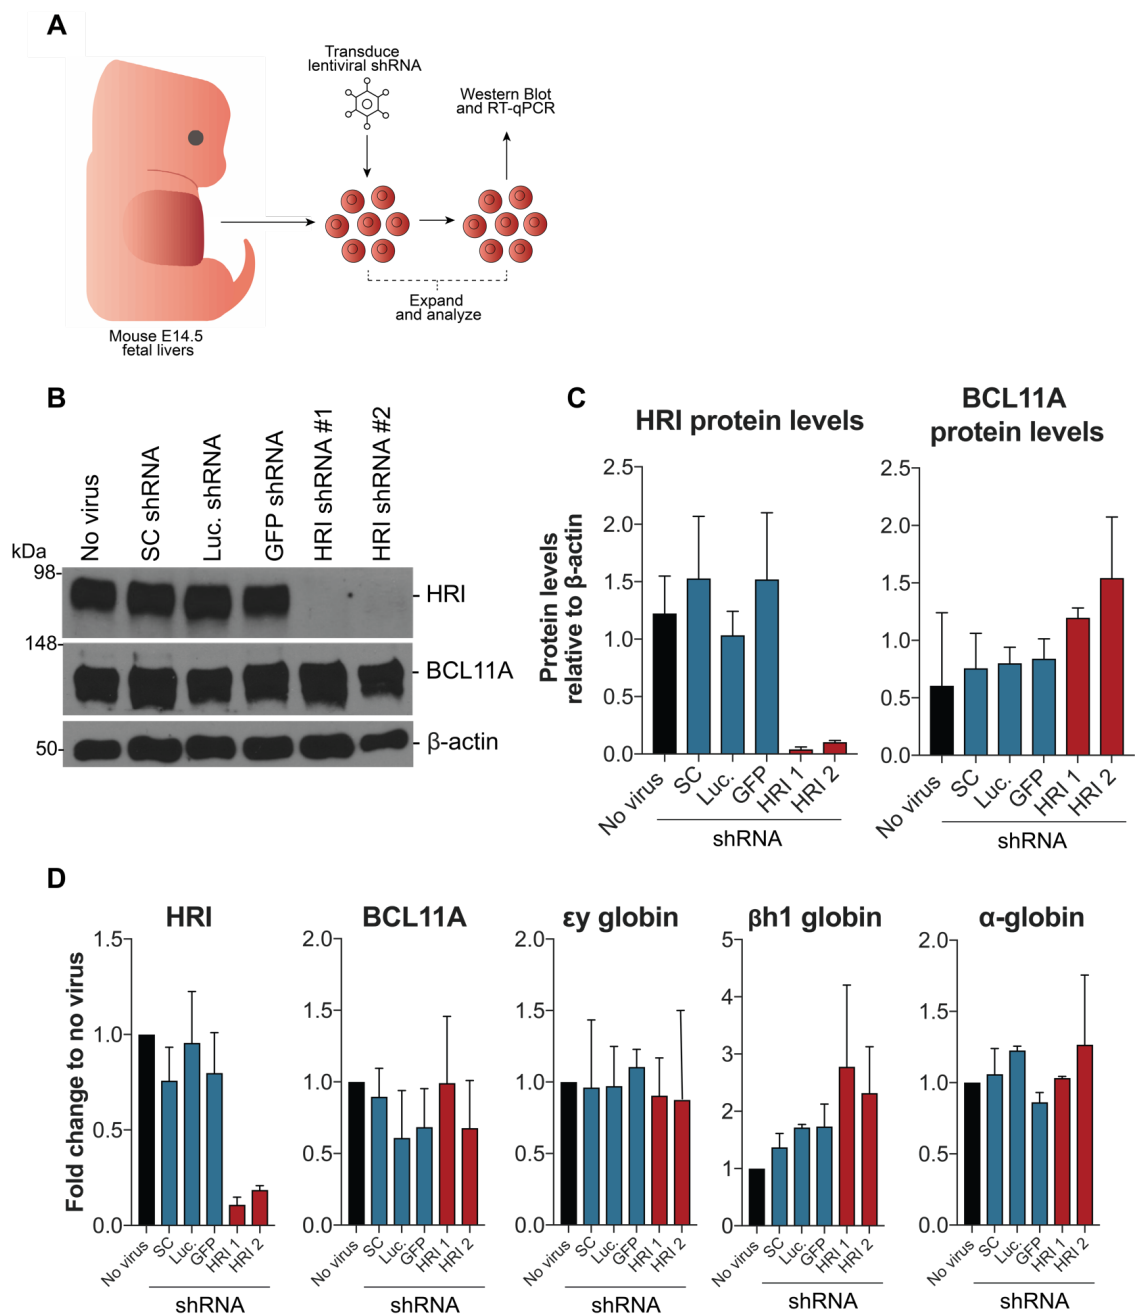 A
Transduce
lentiviral shRNA
Western Blot
and RT-qPCR
Expand
and analyze
Mouse E14.5
fetal livers
B
No virus
SC shRNA
Luc. shRNA
GFP shRNA
HRI shRNA #1
HRI shRNA #2
kDa
98
HRI
148
BCL11A
50
β-actin
C
HRI protein levels
Protein levels
relative to β-actin
2.5
2.0
1.5
1.0
0.5
0.0
No virus
SC
Luc.
GFP
HRI 1
HRI 2
shRNA
BCL11A
protein levels
2.5
2.0
1.5
1.0
0.5
0.0
No virus
SC
Luc.
GFP
HRI 1
HRI 2
shRNA
D
HRI
Fold change to no virus
1.5
1.0
0.5
0.0
No virus
SC
Luc.
GFP
HRI 1
HRI 2
shRNA
BCL11A
2.0
1.5
1.0
0.5
0.0
No virus
SC
Luc.
GFP
HRI 1
HRI 2
shRNA
εy globin
2.0
1.5
1.0
0.5
0.0
No virus
SC
Luc.
GFP
HRI 1
HRI 2
shRNA
βh1 globin
5
4
3
2
1
0
No virus
SC
Luc.
GFP
HRI 1
HRI 2
shRNA
α-globin
2.0
1.5
1.0
0.5
0.0
No virus
SC
Luc.
GFP
HRI 1
HRI 2
shRNA